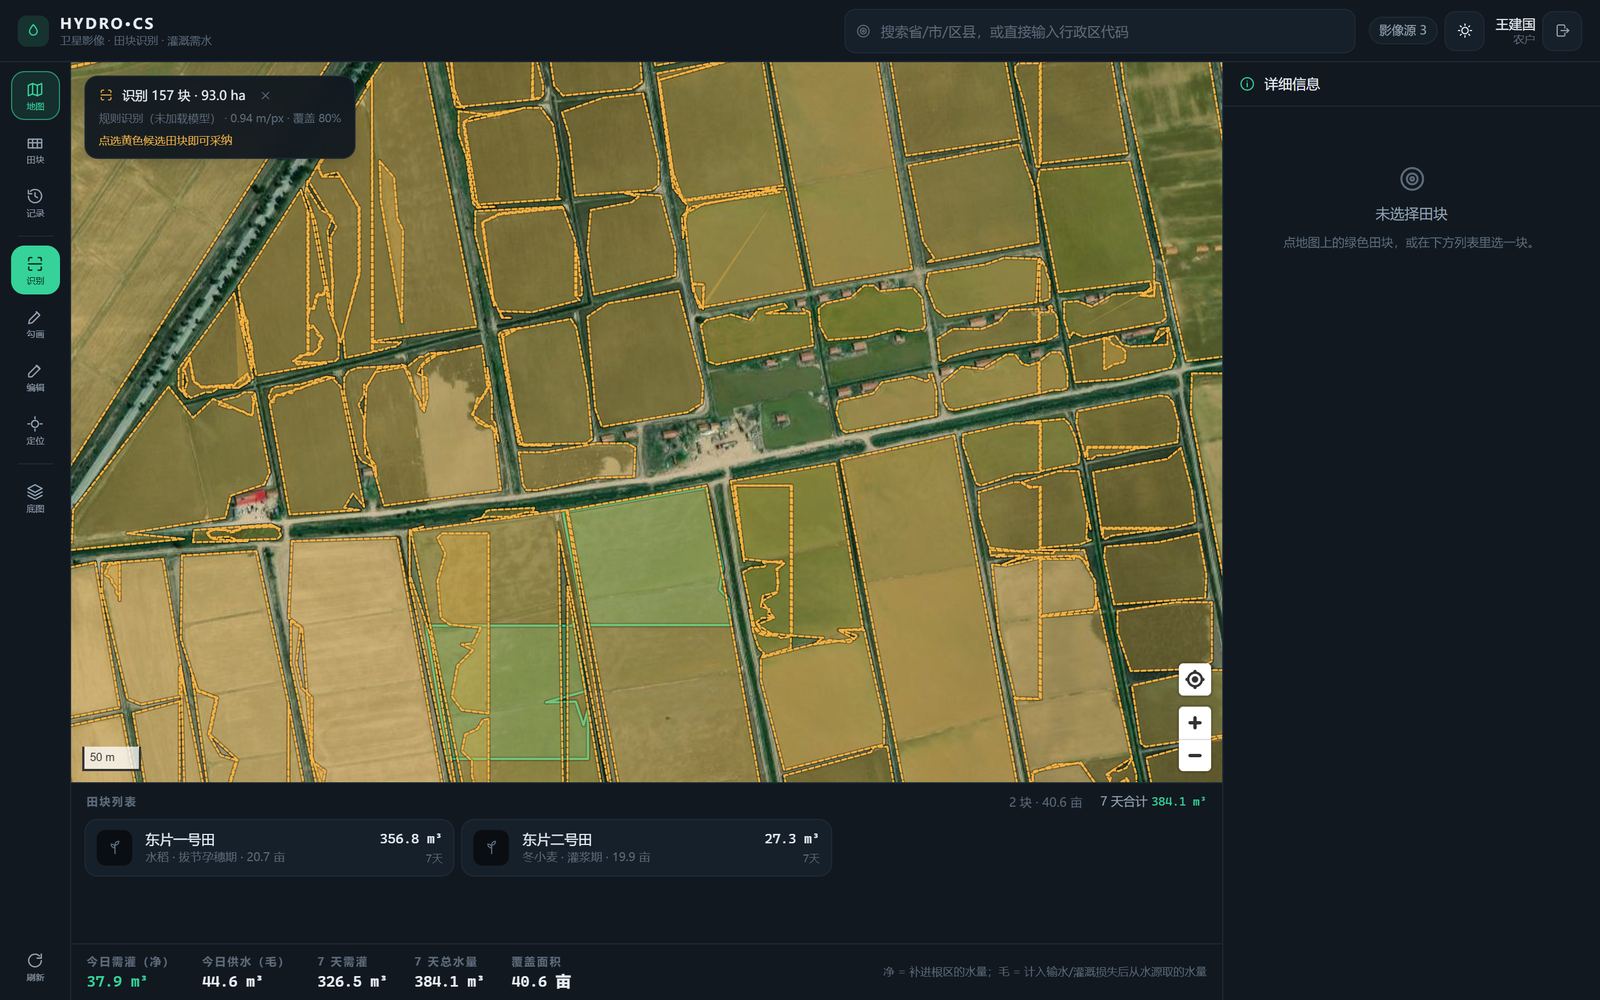 HYDRO•CS
卫星影像 · 田块识别 · 灌溉需水
搜索省/市/区县，或直接输入行政区代码
影像源 3
王建国
农户
地图
田块
记录
识别
勾画
编辑
定位
底图
刷新
识别 157 块 · 93.0 ha
规则识别（未加载模型） · 0.94 m/px · 覆盖 80%
点选黄色候选田块即可采纳
50 m
详细信息
未选择田块
点地图上的绿色田块，或在下方列表里选一块。
田块列表
2 块 · 40.6 亩
7 天合计 384.1 m³
东片一号田
356.8 m³
水稻 · 拔节孕穗期 · 20.7 亩
7天
东片二号田
27.3 m³
冬小麦 · 灌浆期 · 19.9 亩
7天
今日需灌（净）
37.9 m³
今日供水（毛）
44.6 m³
7 天需灌
326.5 m³
7 天总水量
384.1 m³
覆盖面积
40.6 亩
净 = 补进根区的水量；毛 = 计入输水/灌溉损失后从水源取的水量